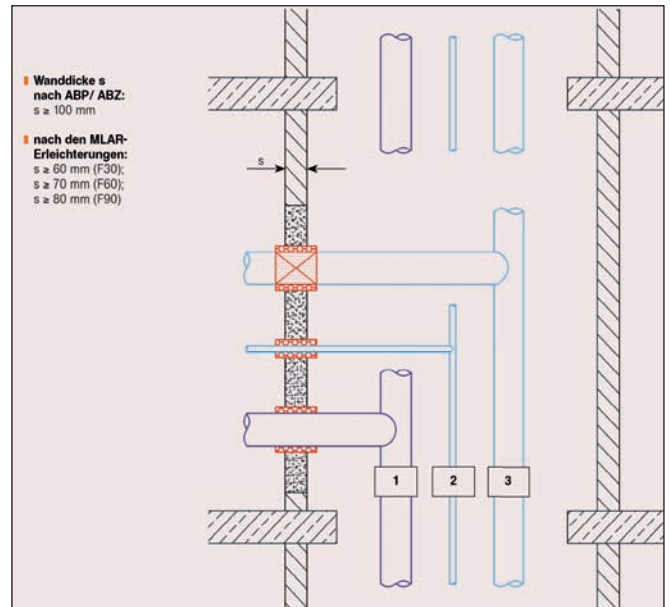 Wanddicke s
nach ABP/ ABZ:
s ≥ 100 mm
nach den MLAR-
Erleichterungen:
s ≥ 60 mm (F30);
s ≥ 70 mm (F60);
s ≥ 80 mm (F90)
s
1 2 3